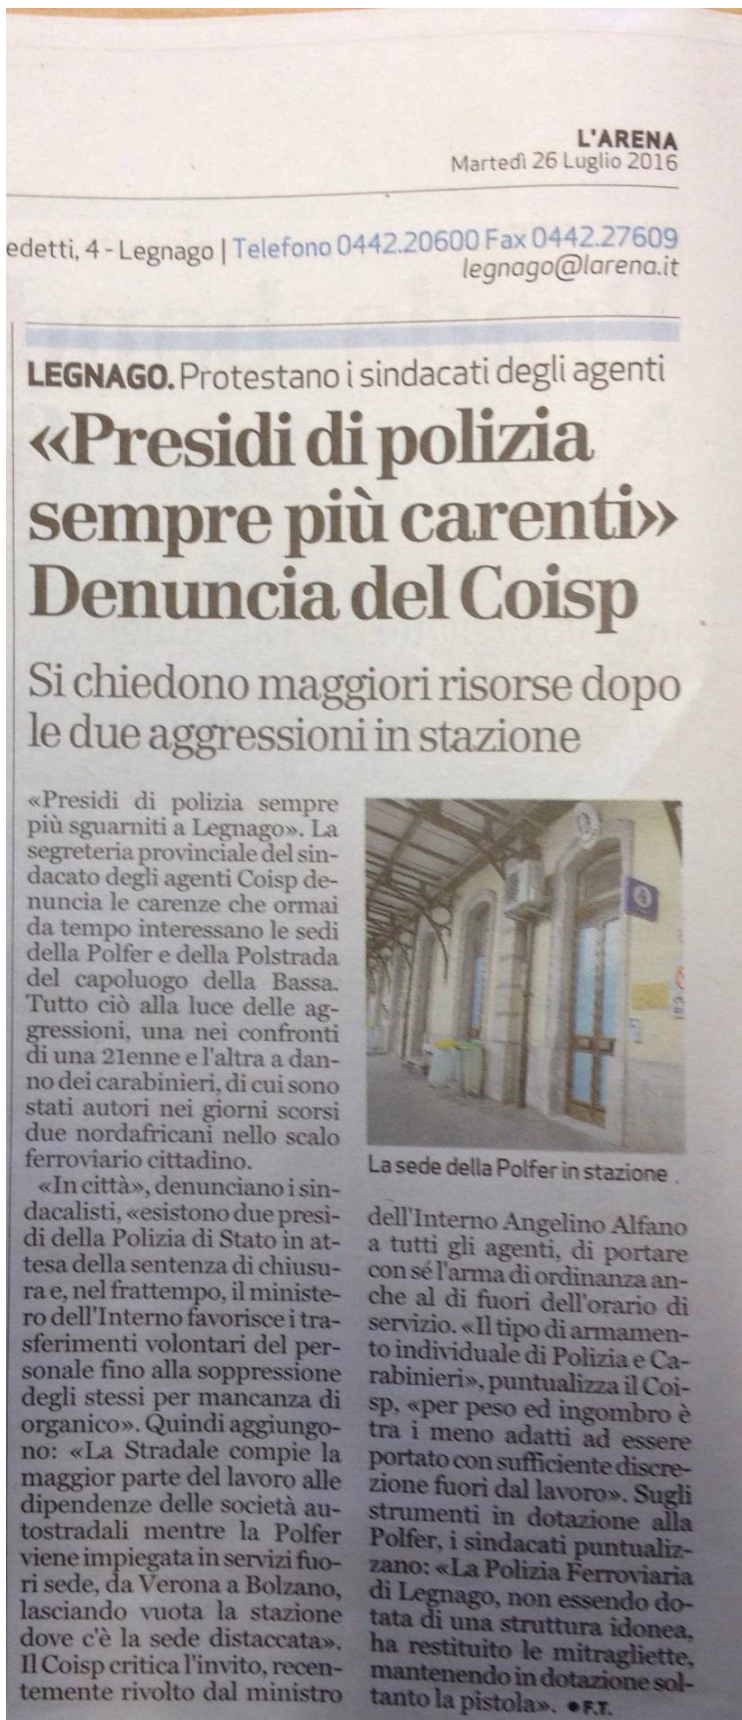 L'ARENA
Martedì 26 Luglio 2016
edetti, 4 - Legnago | Telefono 0442.20600 Fax 0442.27609
legnago@larena.it
LEGNAGO. Protestano i sindacati degli agenti
«Presidi di polizia
sempre più carenti»
Denuncia del Coisp
Si chiedono maggiori risorse dopo
le due aggressioni in stazione
«Presidi di polizia sempre
più sguarniti a Legnago». La
segreteria provinciale del sin-
dacato degli agenti Coisp de-
nuncia le carenze che ormai
da tempo interessano le sedi
della Polfer e della Polstrada
del capoluogo della Bassa.
Tutto ciò alla luce delle ag-
gressioni, una nei confronti
di una 21enne e l'altra a dan-
no dei carabinieri, di cui sono
stati autori nei giorni scorsi
due nordafricani nello scalo
ferroviario cittadino.
«In città», denunciano i sin-
dacalisti, «esistono due presi-
di della Polizia di Stato in at-
tesa della sentenza di chiusu-
ra e, nel frattempo, il ministe-
ro dell'Interno favorisce i tra-
sferimenti volontari del per-
sonale fino alla soppressione
degli stessi per mancanza di
organico». Quindi aggiungo-
no: «La Stradale compie la
maggior parte del lavoro alle
dipendenze delle società au-
tostradali mentre la Polfer
viene impiegata in servizi fuo-
ri sede, da Verona a Bolzano,
lasciando vuota la stazione
dove c'è la sede distaccata».
Il Coisp critica l'invito, recen-
temente rivolto dal ministro
La sede della Polfer in stazione
dell'Interno Angelino Alfano
a tutti gli agenti, di portare
con sé l'arma di ordinanza an-
che al di fuori dell'orario di
servizio. «Il tipo di armamen-
to individuale di Polizia e Ca-
rabinieri», puntualizza il Coi-
sp, «per peso ed ingombro è
tra i meno adatti ad essere
portato con sufficiente discre-
zione fuori dal lavoro». Sugli
strumenti in dotazione alla
Polfer, i sindacati puntualiz-
zano: «La Polizia Ferroviaria
di Legnago, non essendo do-
tata di una struttura idonea,
ha restituito le mitragliette,
mantenendo in dotazione sol-
tanto la pistola». ● F.T.